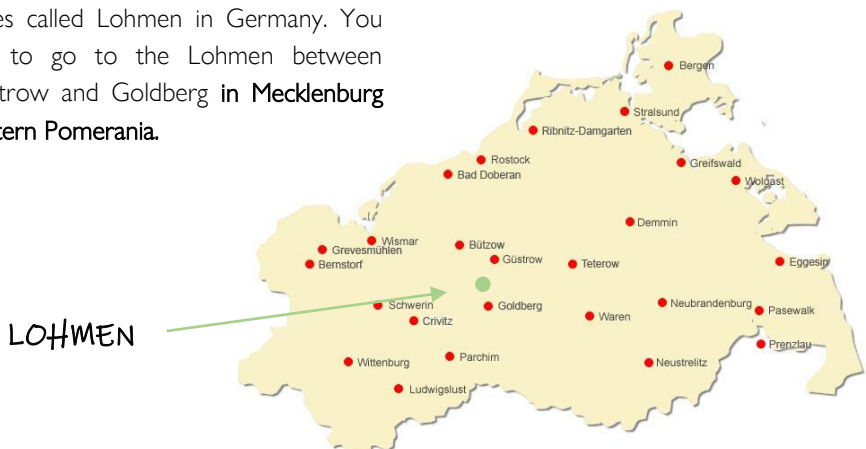 es called Lohmen in Germany. You
to go to the Lohmen between
trow and Goldberg in Mecklenburg
tern Pomerania.
Bergen
Stralsund
Ribnitz-Damgarten
Rostock
Greifswald
Bad Doberan
Wolgast
Demmin
Wismar
Bützow
Grevesmühlen
Güstrow
Bernstorf
Teterow
Eggesin
Schwerin
Goldberg
Neubrandenburg
Crivitz
Waren
Pasewalk
LOHMEN
Prenzlau
Wittenburg
Parchim
Neustrelitz
Ludwigslust